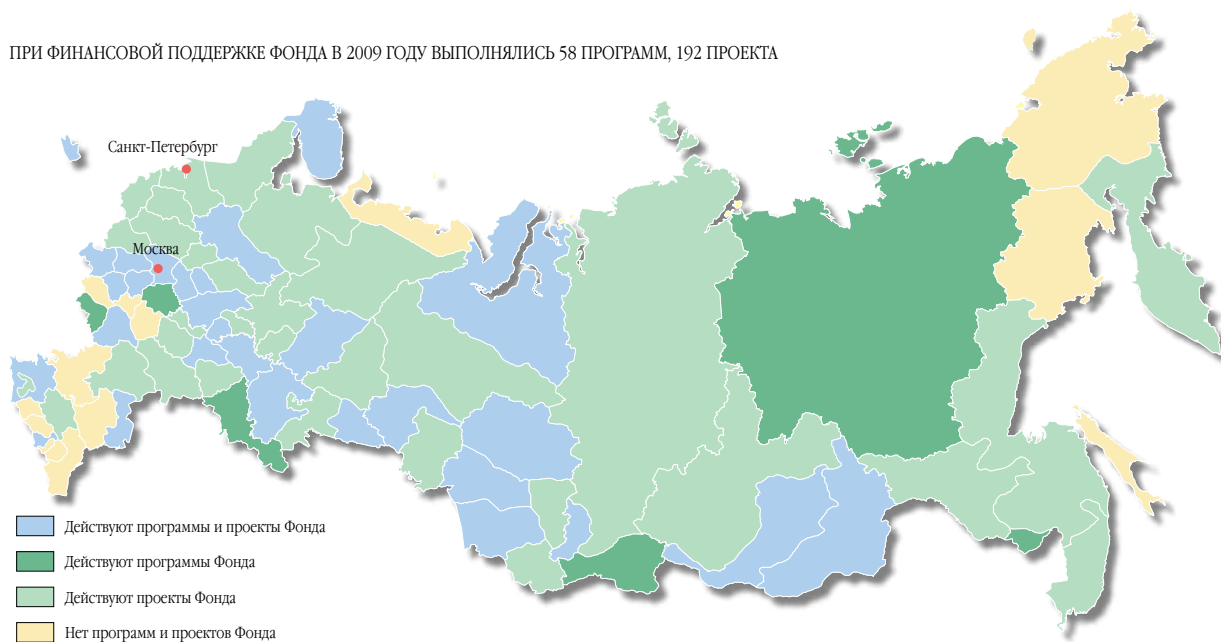 ПРИ ФИНАНСОВОЙ ПОДДЕРЖКЕ ФОНДА В 2009 ГОДУ ВЫПОЛНЯЛИСЬ 58 ПРОГРАММ, 192 ПРОЕКТА
Санкт-Петербург
Москва
Действуют программы и проекты Фонда
Действуют программы Фонда
Действуют проекты Фонда
Нет программ и проектов Фонда